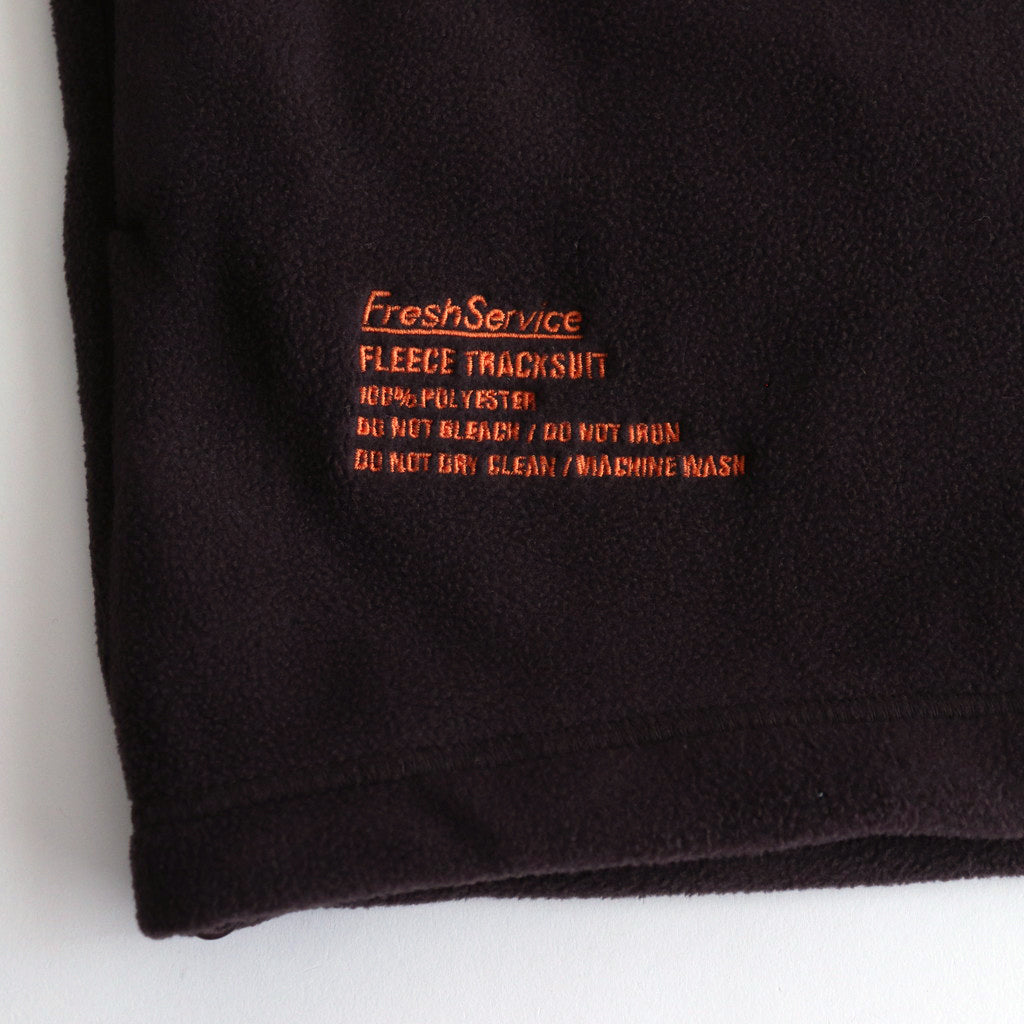 FreshService
FLEECE TRACKSUIT
100% POLYESTER
DO NOT BLEACH / DO NOT IRON
DO NOT DRY CLEAN / MACHINE WASH